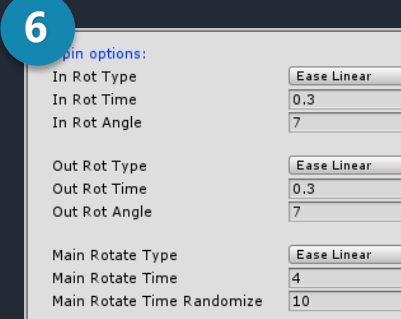 6
pin options:
In Rot Type Ease Linear
In Rot Time 0.3
In Rot Angle 7
Out Rot Type Ease Linear
Out Rot Time 0.3
Out Rot Angle 7
Main Rotate Type Ease Linear
Main Rotate Time 4
Main Rotate Time Randomize 10